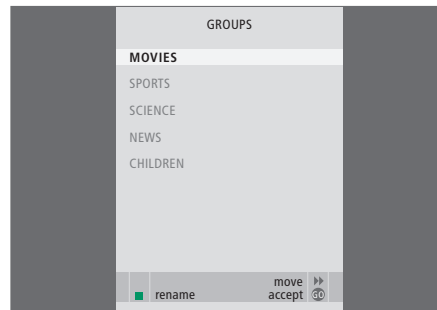 GROUPS
MOVIES
SPORTS
SCIENCE
NEWS
CHILDREN
move
rename accept GO